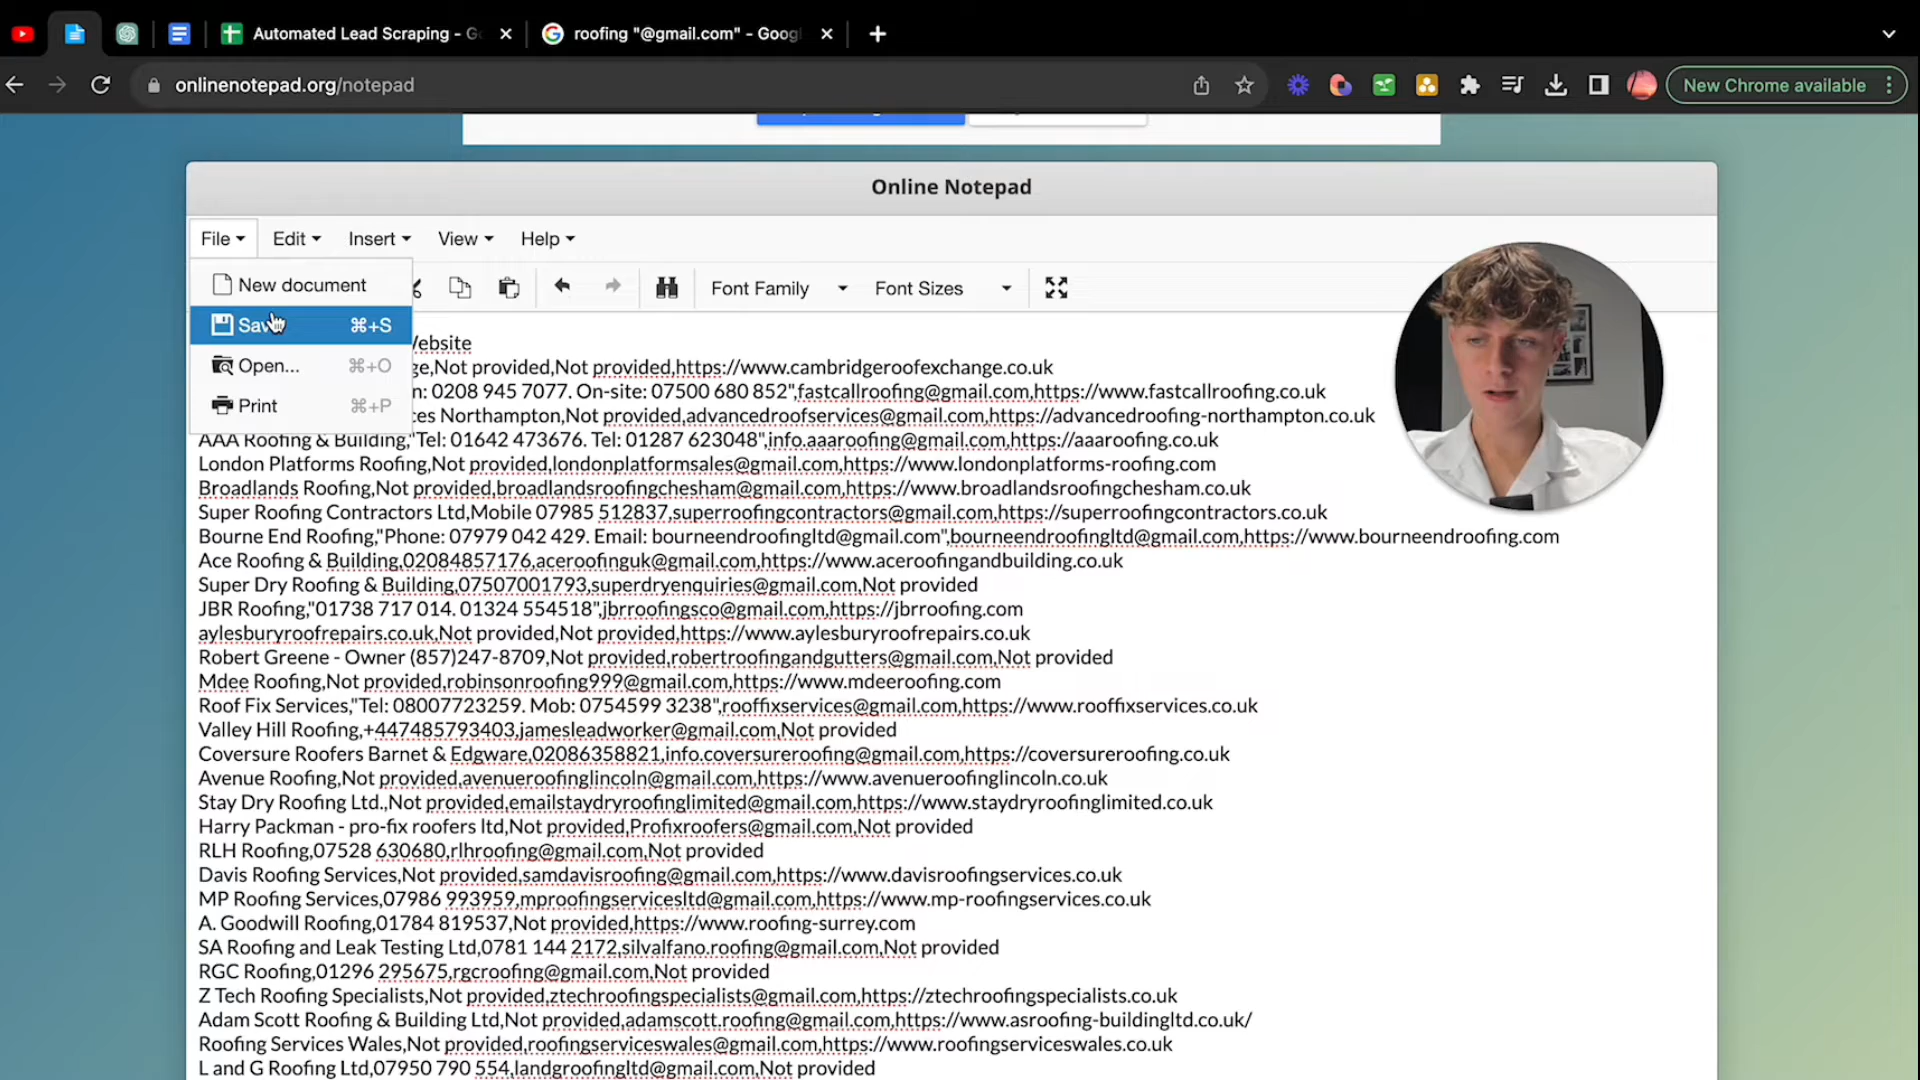 Automated Lead Scraping - G
roofing "@gmail.com" - Googl
onlinenotepad.org/notepad
New Chrome available
Online Notepad
File Edit Insert View Help
New document
Font Family Font Sizes
Save ⌘+S
Open... ⌘+O
Print ⌘+P
Website
ge,Not provided,Not provided,https://www.cambridgeroofexchange.co.uk
n: 0208 945 7077. On-site: 07500 680 852",fastcallroofing@gmail.com,https://www.fastcallroofing.co.uk
ces Northampton,Not provided,advancedroofservices@gmail.com,https://advancedroofing-northampton.co.uk
AAA Roofing & Building,"Tel: 01642 473676. Tel: 01287 623048",info.aaaroofing@gmail.com,https://aaaroofing.co.uk
London Platforms Roofing,Not provided,londonplatformsales@gmail.com,https://www.londonplatforms-roofing.com
Broadlands Roofing,Not provided,broadlandsroofingchesham@gmail.com,https://www.broadlandsroofingchesham.co.uk
Super Roofing Contractors Ltd,Mobile 07985 512837,superroofingcontractors@gmail.com,https://superroofingcontractors.co.uk
Bourne End Roofing,"Phone: 07979 042 429. Email: bourneendroofingltd@gmail.com",bourneendroofingltd@gmail.com,https://www.bourneendroofing.com
Ace Roofing & Building,02084857176,aceroofinguk@gmail.com,https://www.aceroofingandbuilding.co.uk
Super Dry Roofing & Building,07507001793,superdryenquiries@gmail.com,Not provided
JBR Roofing,"01738 717 014. 01324 554518",jbrroofingsco@gmail.com,https://jbrroofing.com
aylesburyroofrepairs.co.uk,Not provided,Not provided,https://www.aylesburyroofrepairs.co.uk
Robert Greene - Owner (857)247-8709,Not provided,robertroofingandgutters@gmail.com,Not provided
Mdee Roofing,Not provided,robinsonroofing999@gmail.com,https://www.mdeeroofing.com
Roof Fix Services,"Tel: 08007723259. Mob: 0754599 3238",rooffixservices@gmail.com,https://www.rooffixservices.co.uk
Valley Hill Roofing,+447485793403,jamesleadworker@gmail.com,Not provided
Coversure Roofers Barnet & Edgware,02086358821,info.coversureroofing@gmail.com,https://coversureroofing.co.uk
Avenue Roofing,Not provided,avenueroofinglincoln@gmail.com,https://www.avenueroofinglincoln.co.uk
Stay Dry Roofing Ltd.,Not provided,emailstaydryroofinglimited@gmail.com,https://www.staydryroofinglimited.co.uk
Harry Packman - pro-fix roofers ltd,Not provided,Profixroofers@gmail.com,Not provided
RLH Roofing,07528 630680,rlhroofing@gmail.com,Not provided
Davis Roofing Services,Not provided,samdavisroofing@gmail.com,https://www.davisroofingservices.co.uk
MP Roofing Services,07986 993959,mproofingservicesltd@gmail.com,https://www.mp-roofingservices.co.uk
A. Goodwill Roofing,01784 819537,Not provided,https://www.roofing-surrey.com
SA Roofing and Leak Testing Ltd,0781 144 2172,silvalfano.roofing@gmail.com,Not provided
RGC Roofing,01296 295675,rgcroofing@gmail.com,Not provided
Z Tech Roofing Specialists,Not provided,ztechroofingspecialists@gmail.com,https://ztechroofingspecialists.co.uk
Adam Scott Roofing & Building Ltd,Not provided,adamscott.roofing@gmail.com,https://www.asroofing-buildingltd.co.uk/
Roofing Services Wales,Not provided,roofingserviceswales@gmail.com,https://www.roofingserviceswales.co.uk
L and G Roofing Ltd,07950 790 554,landgroofingltd@gmail.com,Not provided